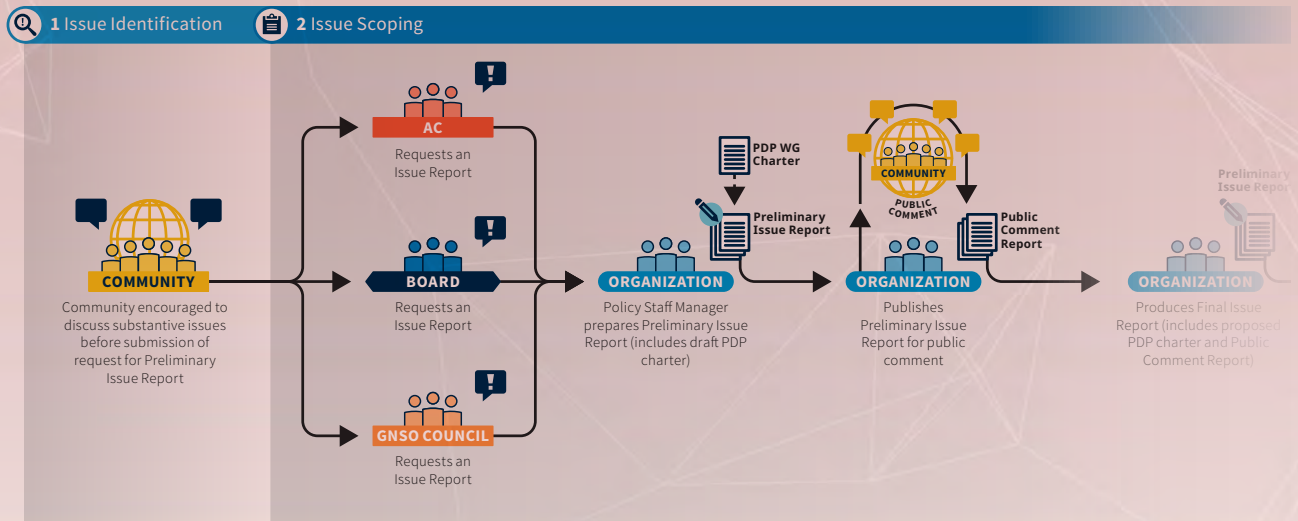 1 Issue Identification
2 Issue Scoping
COMMUNITY
Community encouraged to
discuss substantive issues
before submission of
request for Preliminary
Issue Report
AC
Requests an
Issue Report
BOARD
Requests an
Issue Report
GNSO COUNCIL
Requests an
Issue Report
PDP WG
Charter
Preliminary
Issue Report
ORGANIZATION
Policy Staff Manager
prepares Preliminary Issue
Report (includes draft PDP
charter)
COMMUNITY
PUBLIC
COMMENT
Public
Comment
Report
ORGANIZATION
Publishes
Preliminary Issue
Report for public
comment
Preliminary
Issue Report
ORGANIZATION
Produces Final Issue
Report (includes proposed
PDP charter and Public
Comment Report)